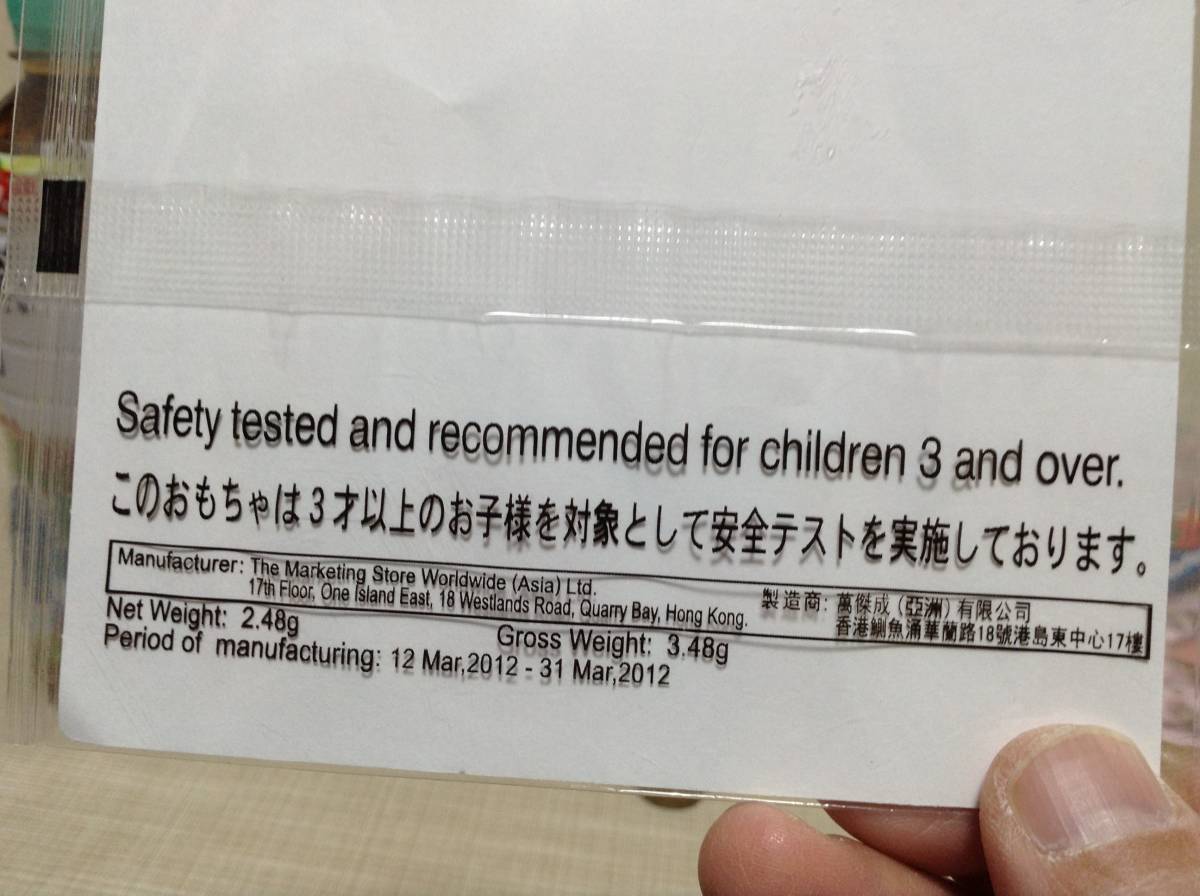 Safety tested and recommended for children 3 and over.
このおもちゃは3才以上のお子様を対象として安全テストを実施しております。
Manufacturer: The Marketing Store Worldwide (Asia) Ltd.
17th Floor, One Island East, 18 Westlands Road, Quarry Bay, Hong Kong.
製造商: 萬傑成 (亞洲) 有限公司
香港鰂魚涌華蘭路18號港島東中心17樓
Net Weight: 2.48g
Gross Weight: 3.48g
Period of manufacturing: 12 Mar,2012 - 31 Mar,2012